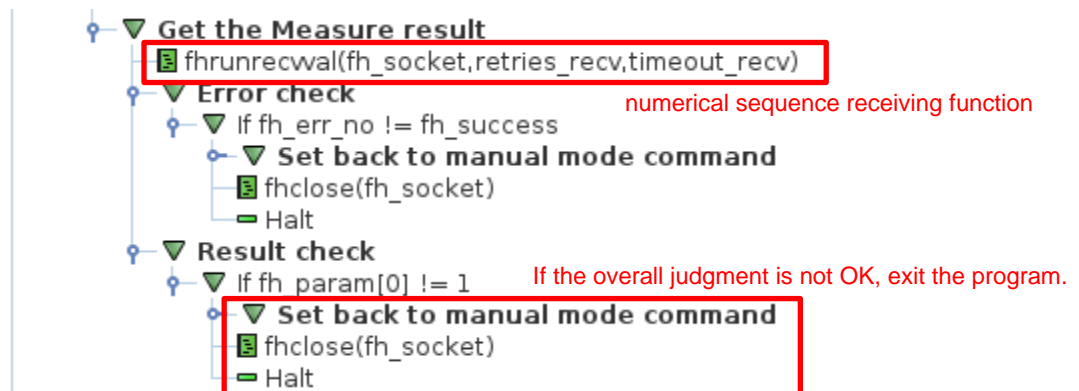 Get the Measure result
fhrunrecvval(fh_socket,retries_recv,timeout_recv)
Error check
numerical sequence receiving function
If fh_err_no != fh_success
Set back to manual mode command
fhclose(fh_socket)
Halt
Result check
If fh_param[0] != 1
If the overall judgment is not OK, exit the program.
Set back to manual mode command
fhclose(fh_socket)
Halt